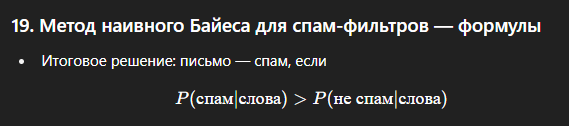 19. Метод наивного Байеса для спам-фильтров — формулы
• Итоговое решение: письмо — спам, если
P(спам|слова) > P(не спам|слова)